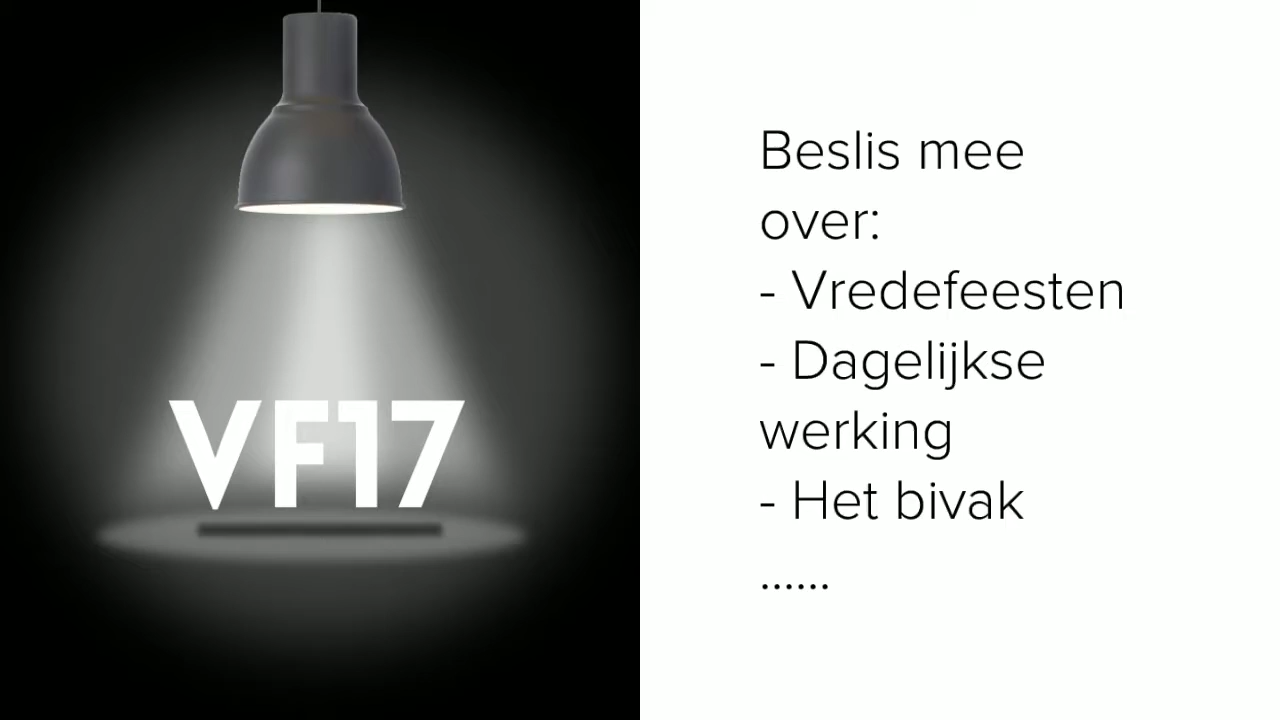 VF17
Beslis mee
over:
- Vredefeesten
- Dagelijkse
werking
- Het bivak
......